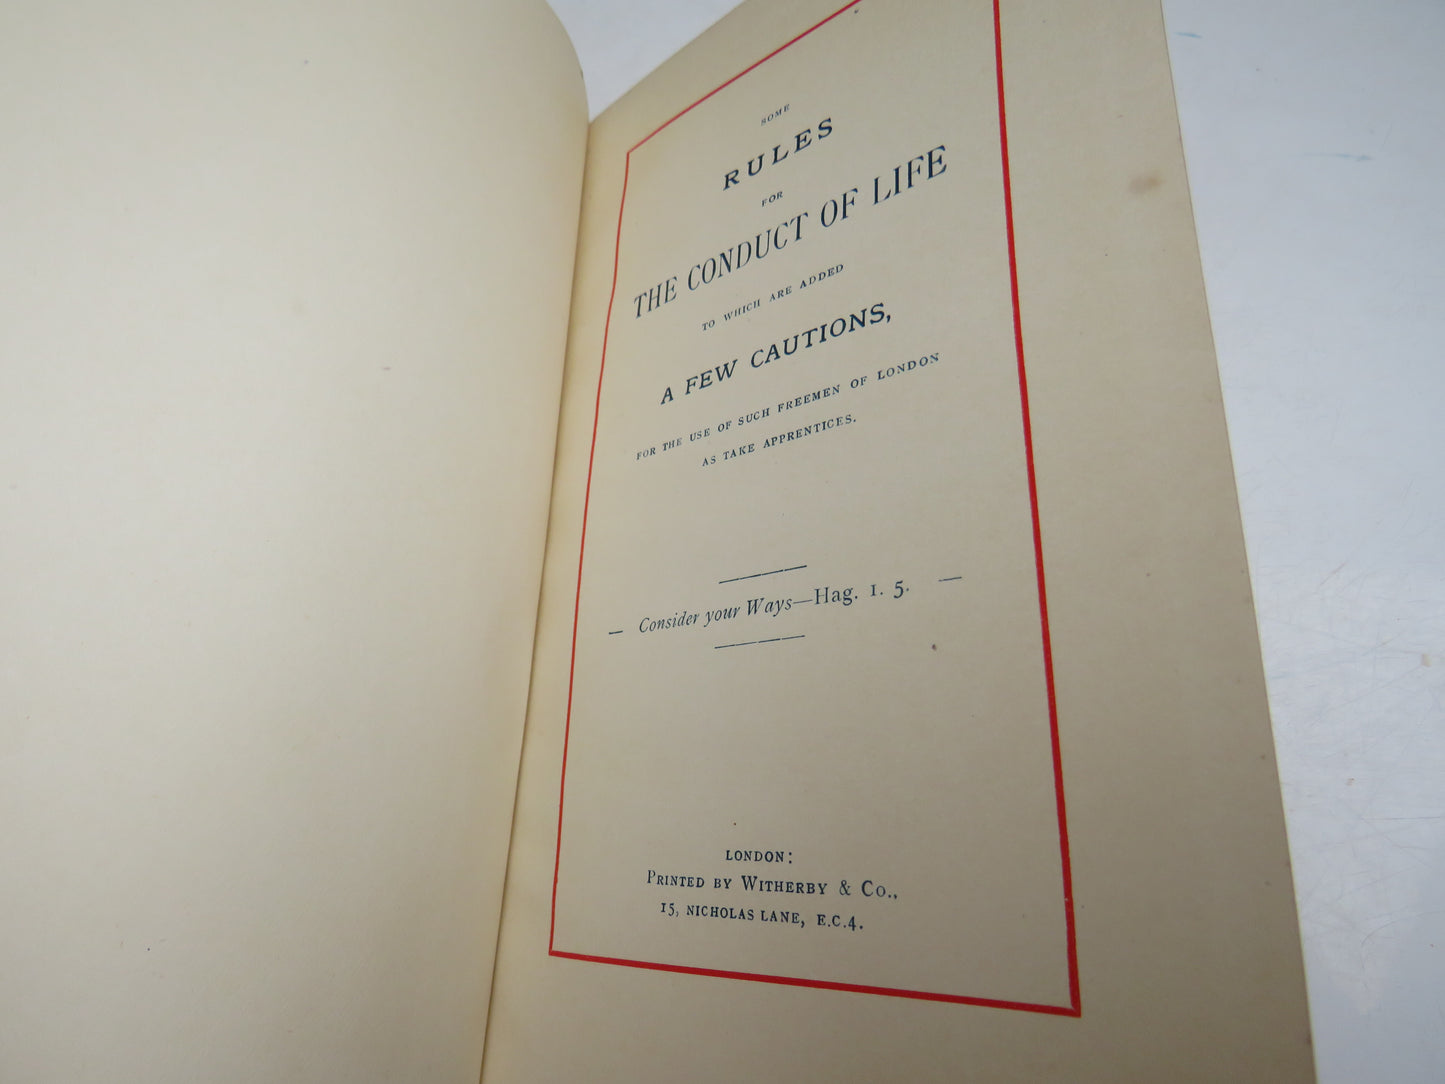 SOME
RULES
FOR
THE CONDUCT OF LIFE
TO WHICH ARE ADDED
A FEW CAUTIONS,
FOR THE USE OF SUCH FREEMEN OF LONDON
AS TAKE APPRENTICES.
— Consider your Ways—Hag. 1. 5. —
LONDON:
PRINTED BY WITHERBY & CO.,
15, NICHOLAS LANE, E.C.4.